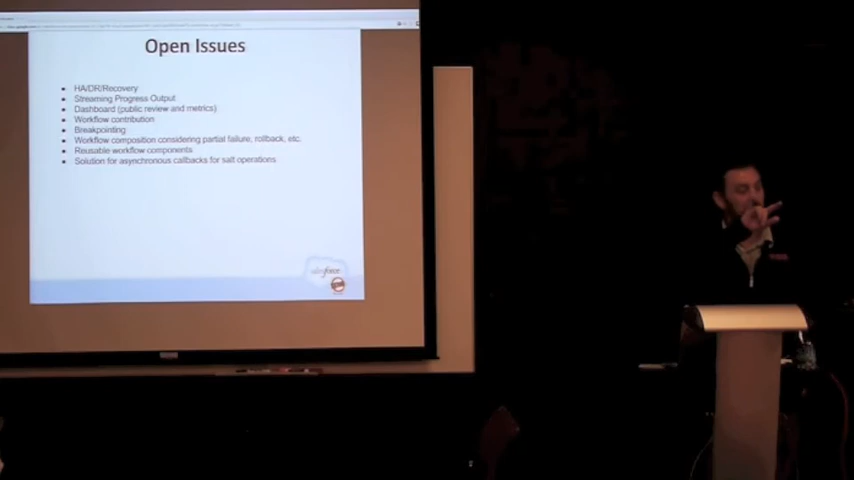 Open Issues
HA/DR/Recovery
Streaming Progress Output
Dashboard (public review and metrics)
Workflow contribution
Breakpointing
Workflow composition considering partial failure, rollback, etc.
Reusable workflow components
Solution for asynchronous callbacks for salt operations
salesforce